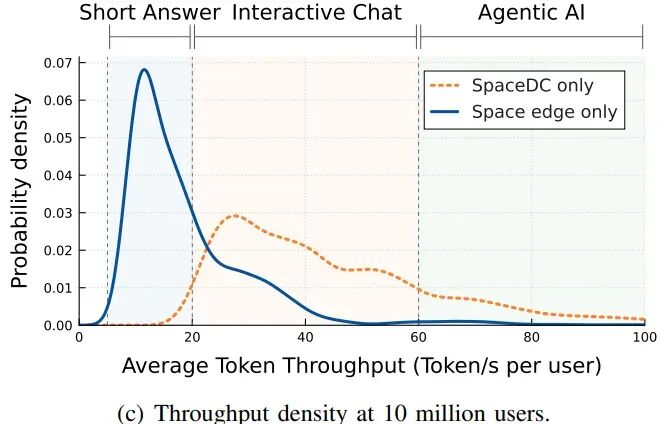 Short Answer Interactive Chat Agentic AI
0.07
0.06
0.05
0.04
0.03
0.02
0.01
0.00
Probability density
SpaceDC only
Space edge only
0 20 40 60 80 100
Average Token Throughput (Token/s per user)
(c) Throughput density at 10 million users.